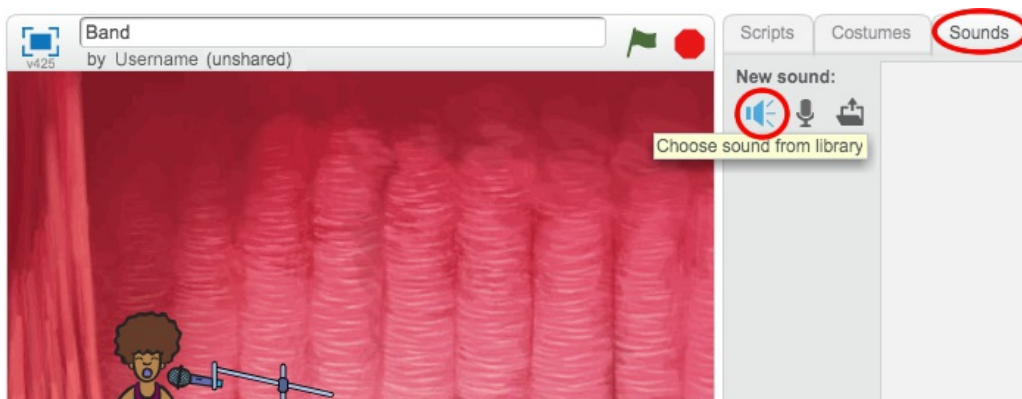 Band
by Username (unshared)
v425
Scripts
Costumes
Sounds
New sound:
Choose sound from library